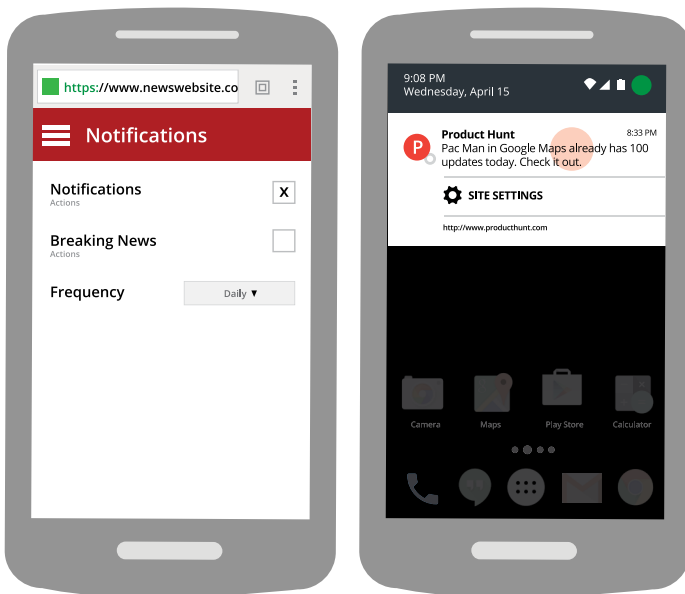 https://www.newswebsite.co
Notifications
Notifications
X
Actions
Breaking News
Actions
Frequency
Daily ▼
9:08 PM
Wednesday, April 15
P
Product Hunt
8:33 PM
Pac Man in Google Maps already has 100
updates today. Check it out.
SITE SETTINGS
http://www.producthunt.com
Camera
Maps
Play Store
Calculator